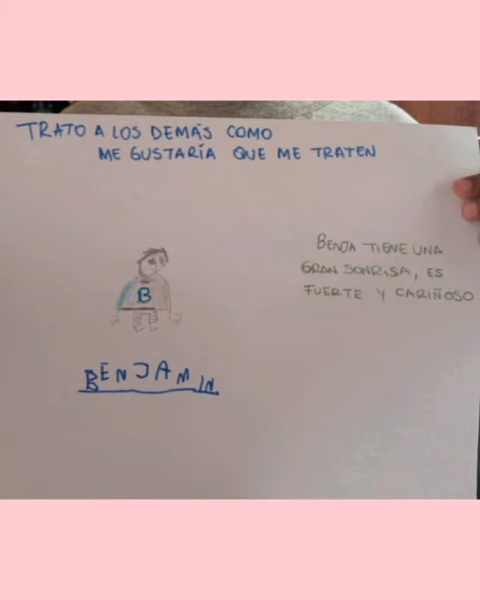 TRATO A LOS DEMÁS COMO
ME GUSTARÍA QUE ME TRATEN
BENJA TIENE UNA
GRAN SONRISA, ES
FUERTE Y CARIÑOSO
B
BENJAMIN